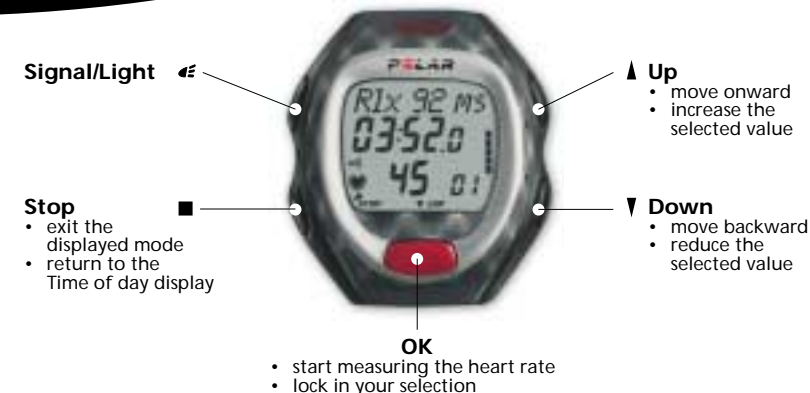 Signal/Light
Stop
• exit the
displayed mode
• return to the
Time of day display
POLAR
RIx 92 MS
03:52.0
45 01
Up
• move onward
• increase the
selected value
Down
• move backward
• reduce the
selected value
OK
• start measuring the heart rate
• lock in your selection